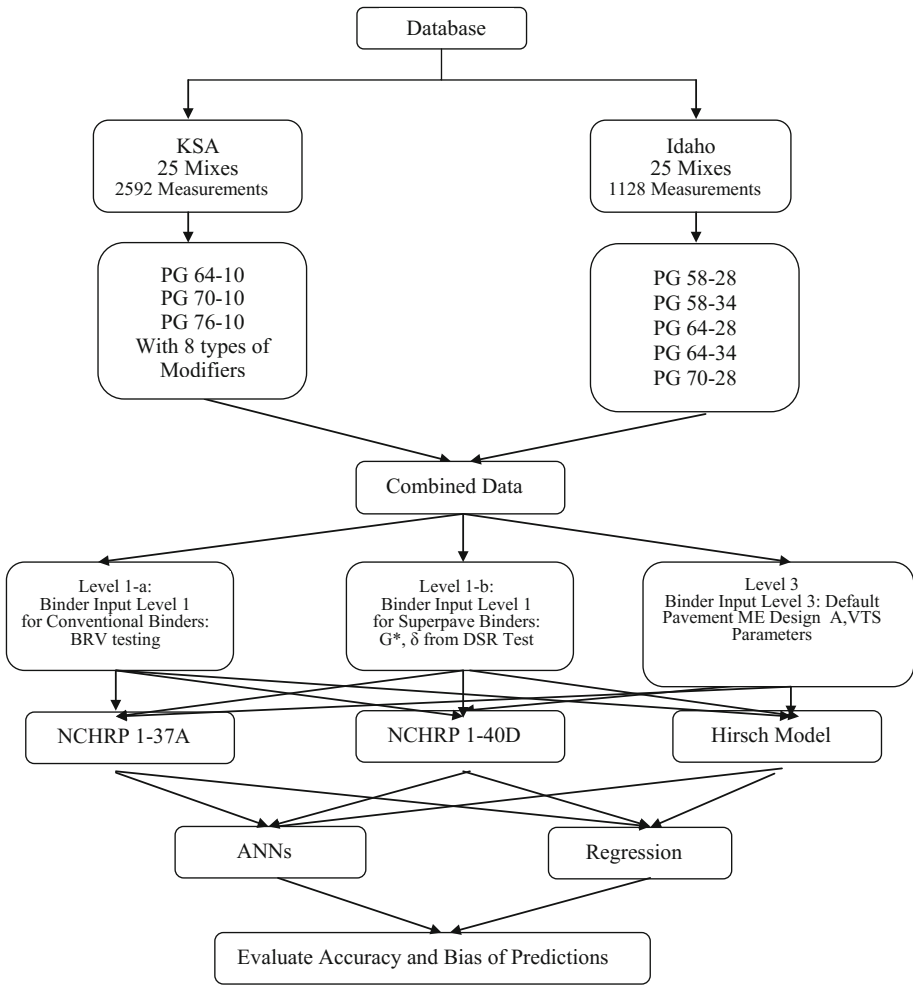 Database
KSA
25 Mixes
2592 Measurements
Idaho
25 Mixes
1128 Measurements
PG 64-10
PG 70-10
PG 76-10
With 8 types of
Modifiers
PG 58-28
PG 58-34
PG 64-28
PG 64-34
PG 70-28
Combined Data
Level 1-a:
Binder Input Level 1
for Conventional Binders:
BRV testing
Level 1-b:
Binder Input Level 1
for Superpave Binders:
G*, δ from DSR Test
Level 3
Binder Input Level 3: Default
Pavement ME Design A,VTS
Parameters
NCHRP 1-37A
NCHRP 1-40D
Hirsch Model
ANNs
Regression
Evaluate Accuracy and Bias of Predictions